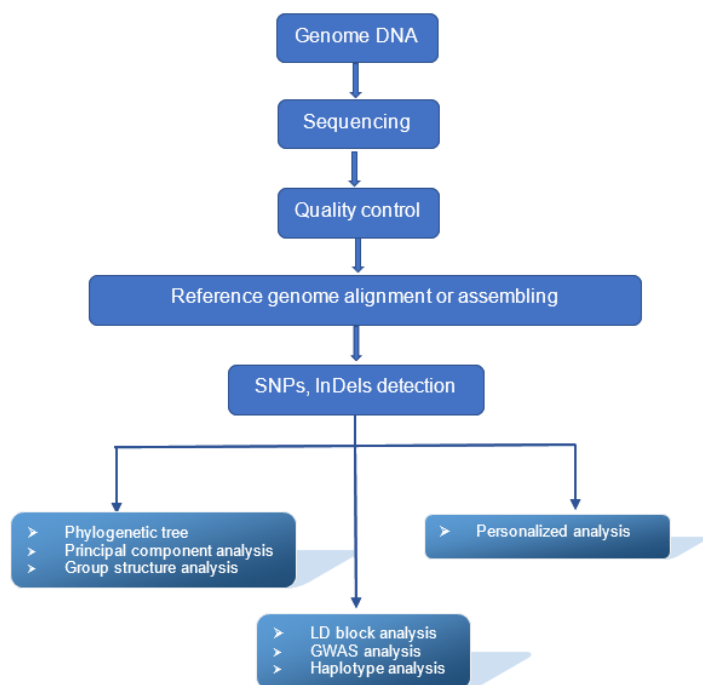 Genome DNA
Sequencing
Quality control
Reference genome alignment or assembling
SNPs, InDels detection
Phylogenetic tree
Principal component analysis
Group structure analysis
Personalized analysis
LD block analysis
GWAS analysis
Haplotype analysis